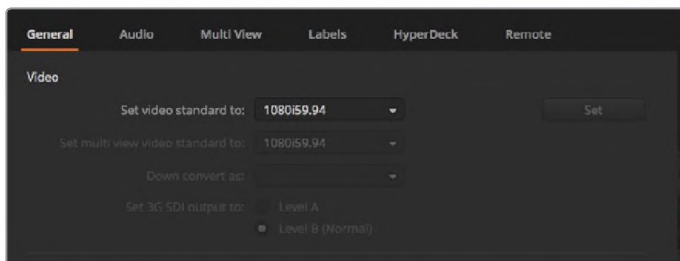 General Audio Multi View Labels HyperDeck Remote
Video
Set video standard to: 1080i59.94 Set
Set multi view video standard to: 1080i59.94
Down convert as:
Set 3G SDI output to: Level A
Level B (Normal)